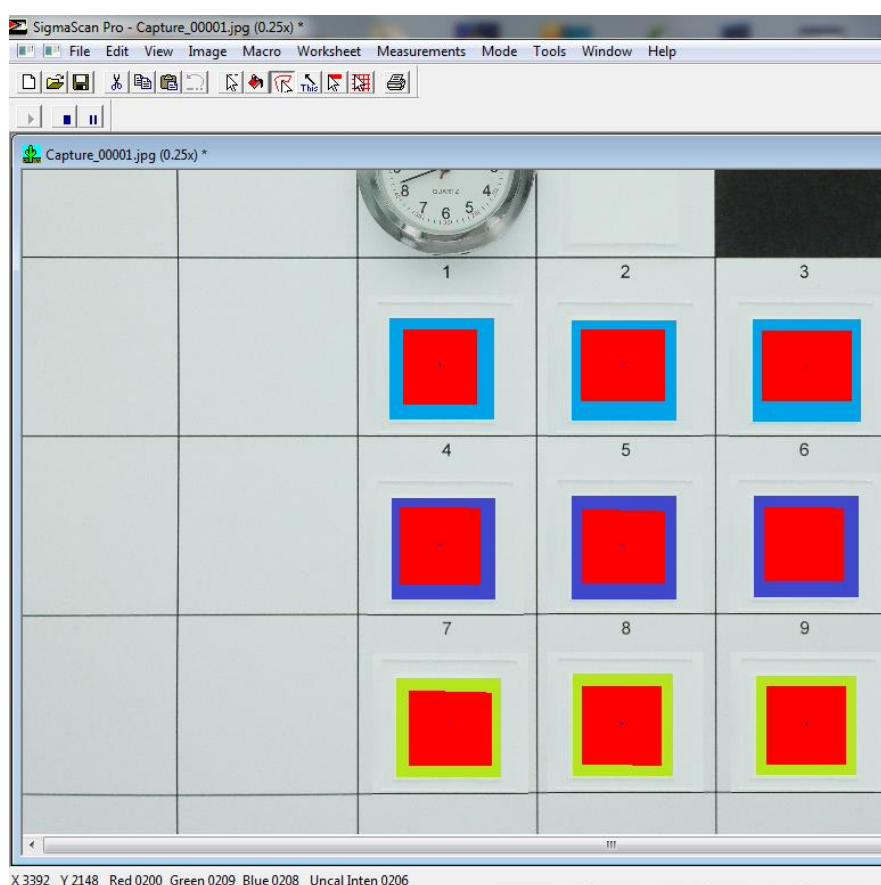 SigmaScan Pro - Capture_00001.jpg (0.25x) *
File Edit View Image Macro Worksheet Measurements Mode Tools Window Help
This
Capture_00001.jpg (0.25x) *
8 QUARTZ 4
7 6 5
1 2 3
4 5 6
7 8 9
X 3392 Y 2148 Red 0200 Green 0209 Blue 0208 Uncal Inten 0206